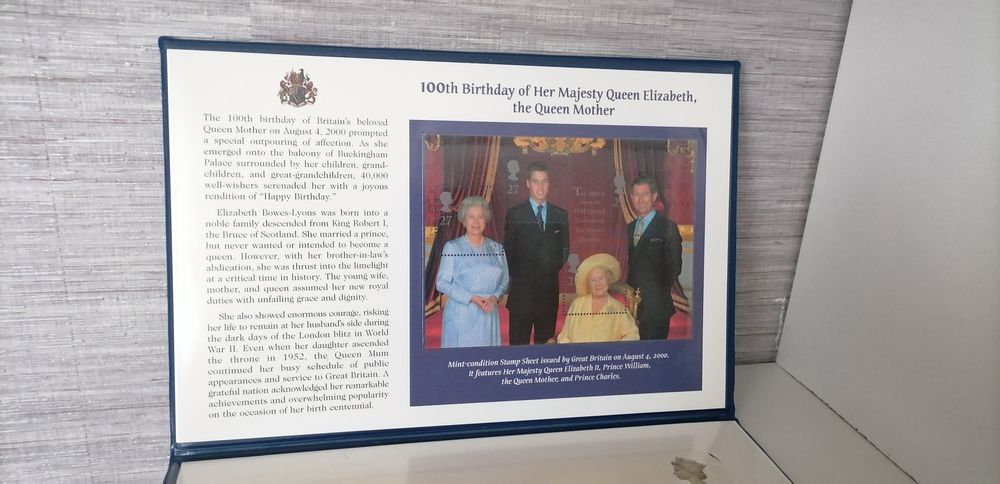 The 100th birthday of Britain's beloved
Queen Mother on August 4, 2000 prompted
a special outpouring of affection. As she
emerged onto the balcony of Buckingham
Palace surrounded by her children, grand-
children, and great-grandchildren, 40,000
well-wishers serenaded her with a joyous
rendition of "Happy Birthday."
Elizabeth Bowes-Lyons was born into a
noble family descended from King Robert I,
the Bruce of Scotland. She married a prince,
but never wanted or intended to become a
queen. However, with her brother-in-law's
abdication, she was thrust into the limelight
at a critical time in history. The young wife,
mother, and queen assumed her new royal
duties with unfailing grace and dignity.
She also showed enormous courage, risking
her life to remain at her husband's side during
the dark days of the London blitz in World
War II. Even when her daughter ascended
the throne in 1952, the Queen Mum
continued her busy schedule of public
appearances and service to Great Britain. A
grateful nation acknowledged her remarkable
achievements and overwhelming popularity
on the occasion of her birth centennial.
100th Birthday of Her Majesty Queen Elizabeth,
the Queen Mother
27
27
The 100th
year of
HM Queen
Elizabeth
The Queen
Mother
Mint-condition Stamp Sheet issued by Great Britain on August 4, 2000.
It features Her Majesty Queen Elizabeth II, Prince William,
the Queen Mother, and Prince Charles.